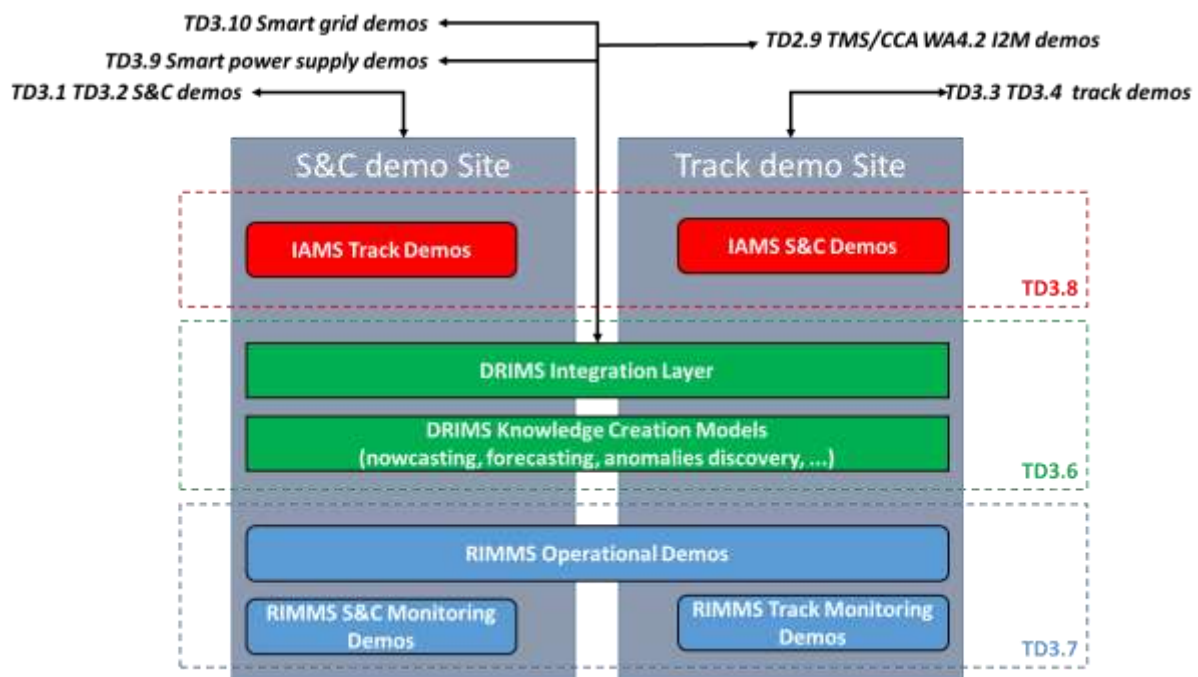 TD3.10 Smart grid demos
TD2.9 TMS/CCA WA4.2 I2M demos
TD3.9 Smart power supply demos
TD3.1 TD3.2 S&C demos
TD3.3 TD3.4 track demos
S&C demo Site
Track demo Site
IAMS Track Demos
IAMS S&C Demos
TD3.8
DRIMS Integration Layer
DRIMS Knowledge Creation Models
(nowcasting, forecasting, anomalies discovery, ...)
TD3.6
RIMMS Operational Demos
RIMMS S&C Monitoring
Demos
RIMMS Track Monitoring
Demos
TD3.7